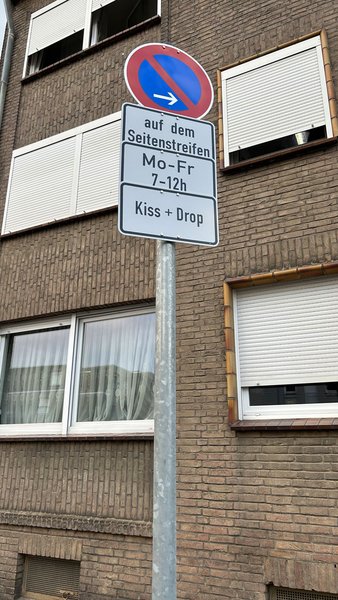 auf dem
Seitenstreifen
Mo-Fr
7-12h
Kiss + Drop